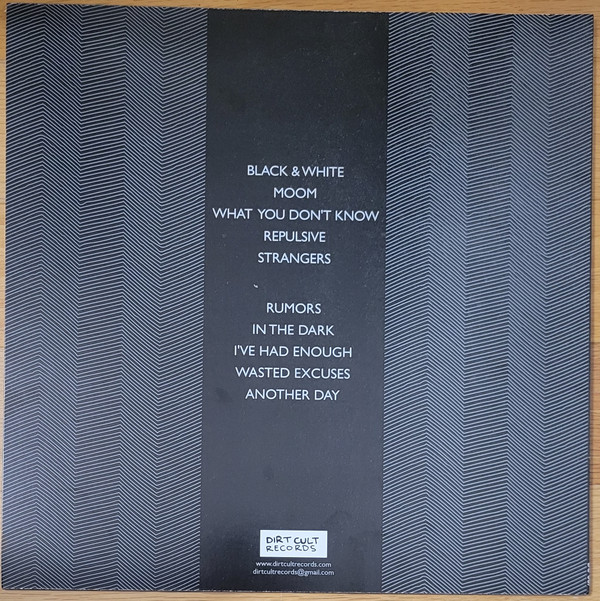 BLACK & WHITE
MOOM
WHAT YOU DON'T KNOW
REPULSIVE
STRANGERS
RUMORS
IN THE DARK
I'VE HAD ENOUGH
WASTED EXCUSES
ANOTHER DAY
DIRT CULT
RECORDS
www.dirtcultrecords.com
dirtcultrecords@gmail.com